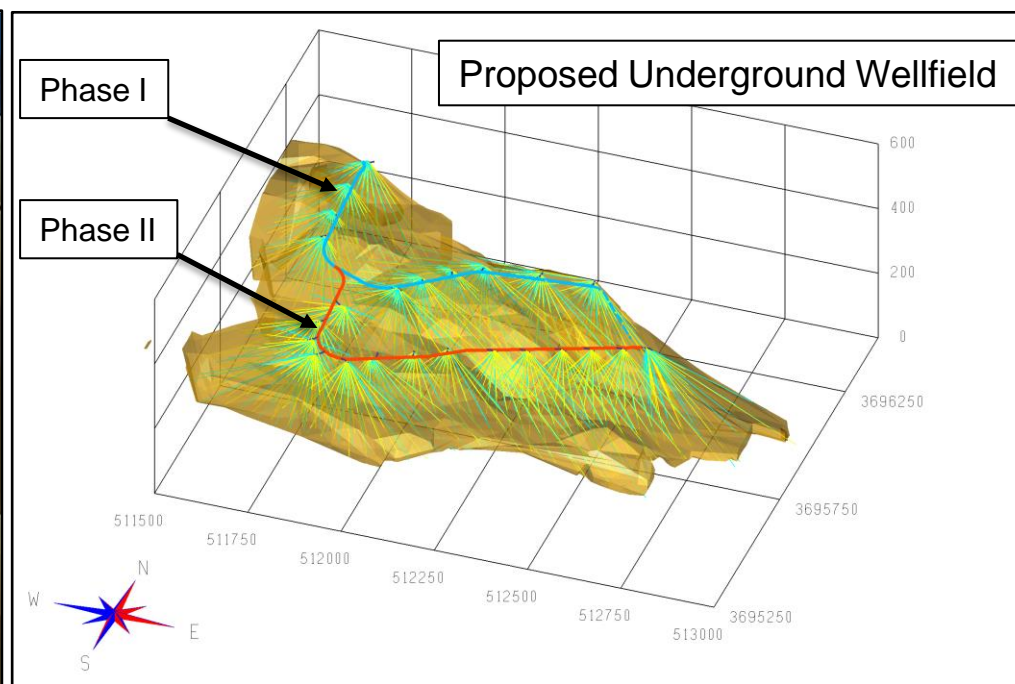 Proposed Underground Wellfield
Phase I
Phase II
600
400
200
0
3696250
3695750
3695250
511500
511750
512000
512250
512500
512750
513000
N
W
E
S